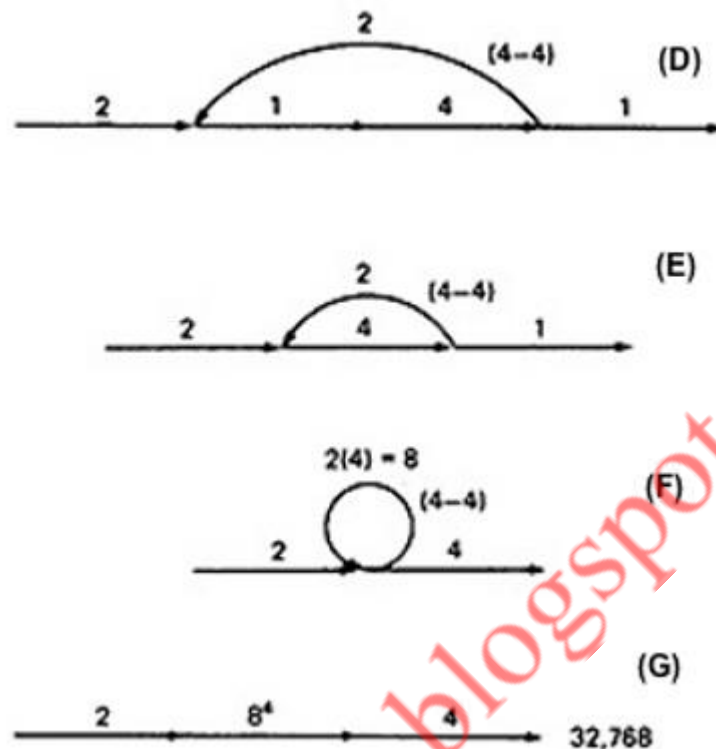 2
(4–4)
(D)
2 1 4 1
(E)
2
(4–4)
2 4 1
2(4) = 8
(F)
(4–4)
2 4
(G)
2 8⁴ 4
32,768
blogspot